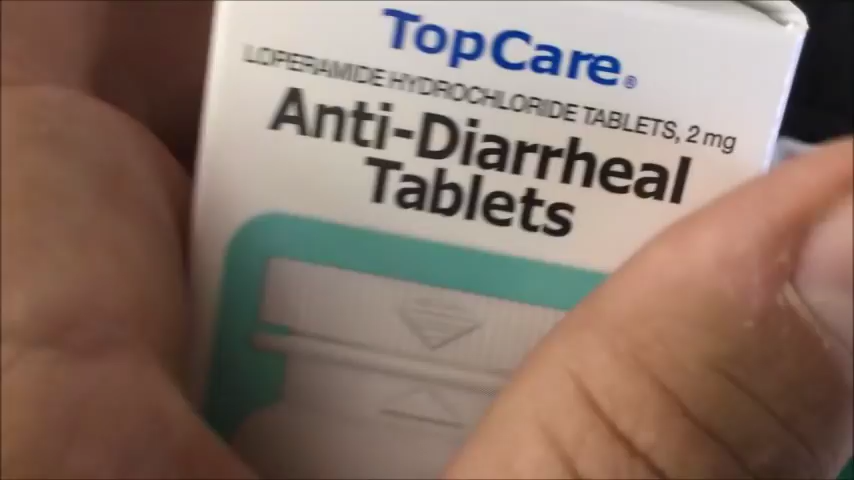 TopCare®
LOPERAMIDE HYDROCHLORIDE TABLETS, 2 mg
Anti-Diarrheal
Tablets